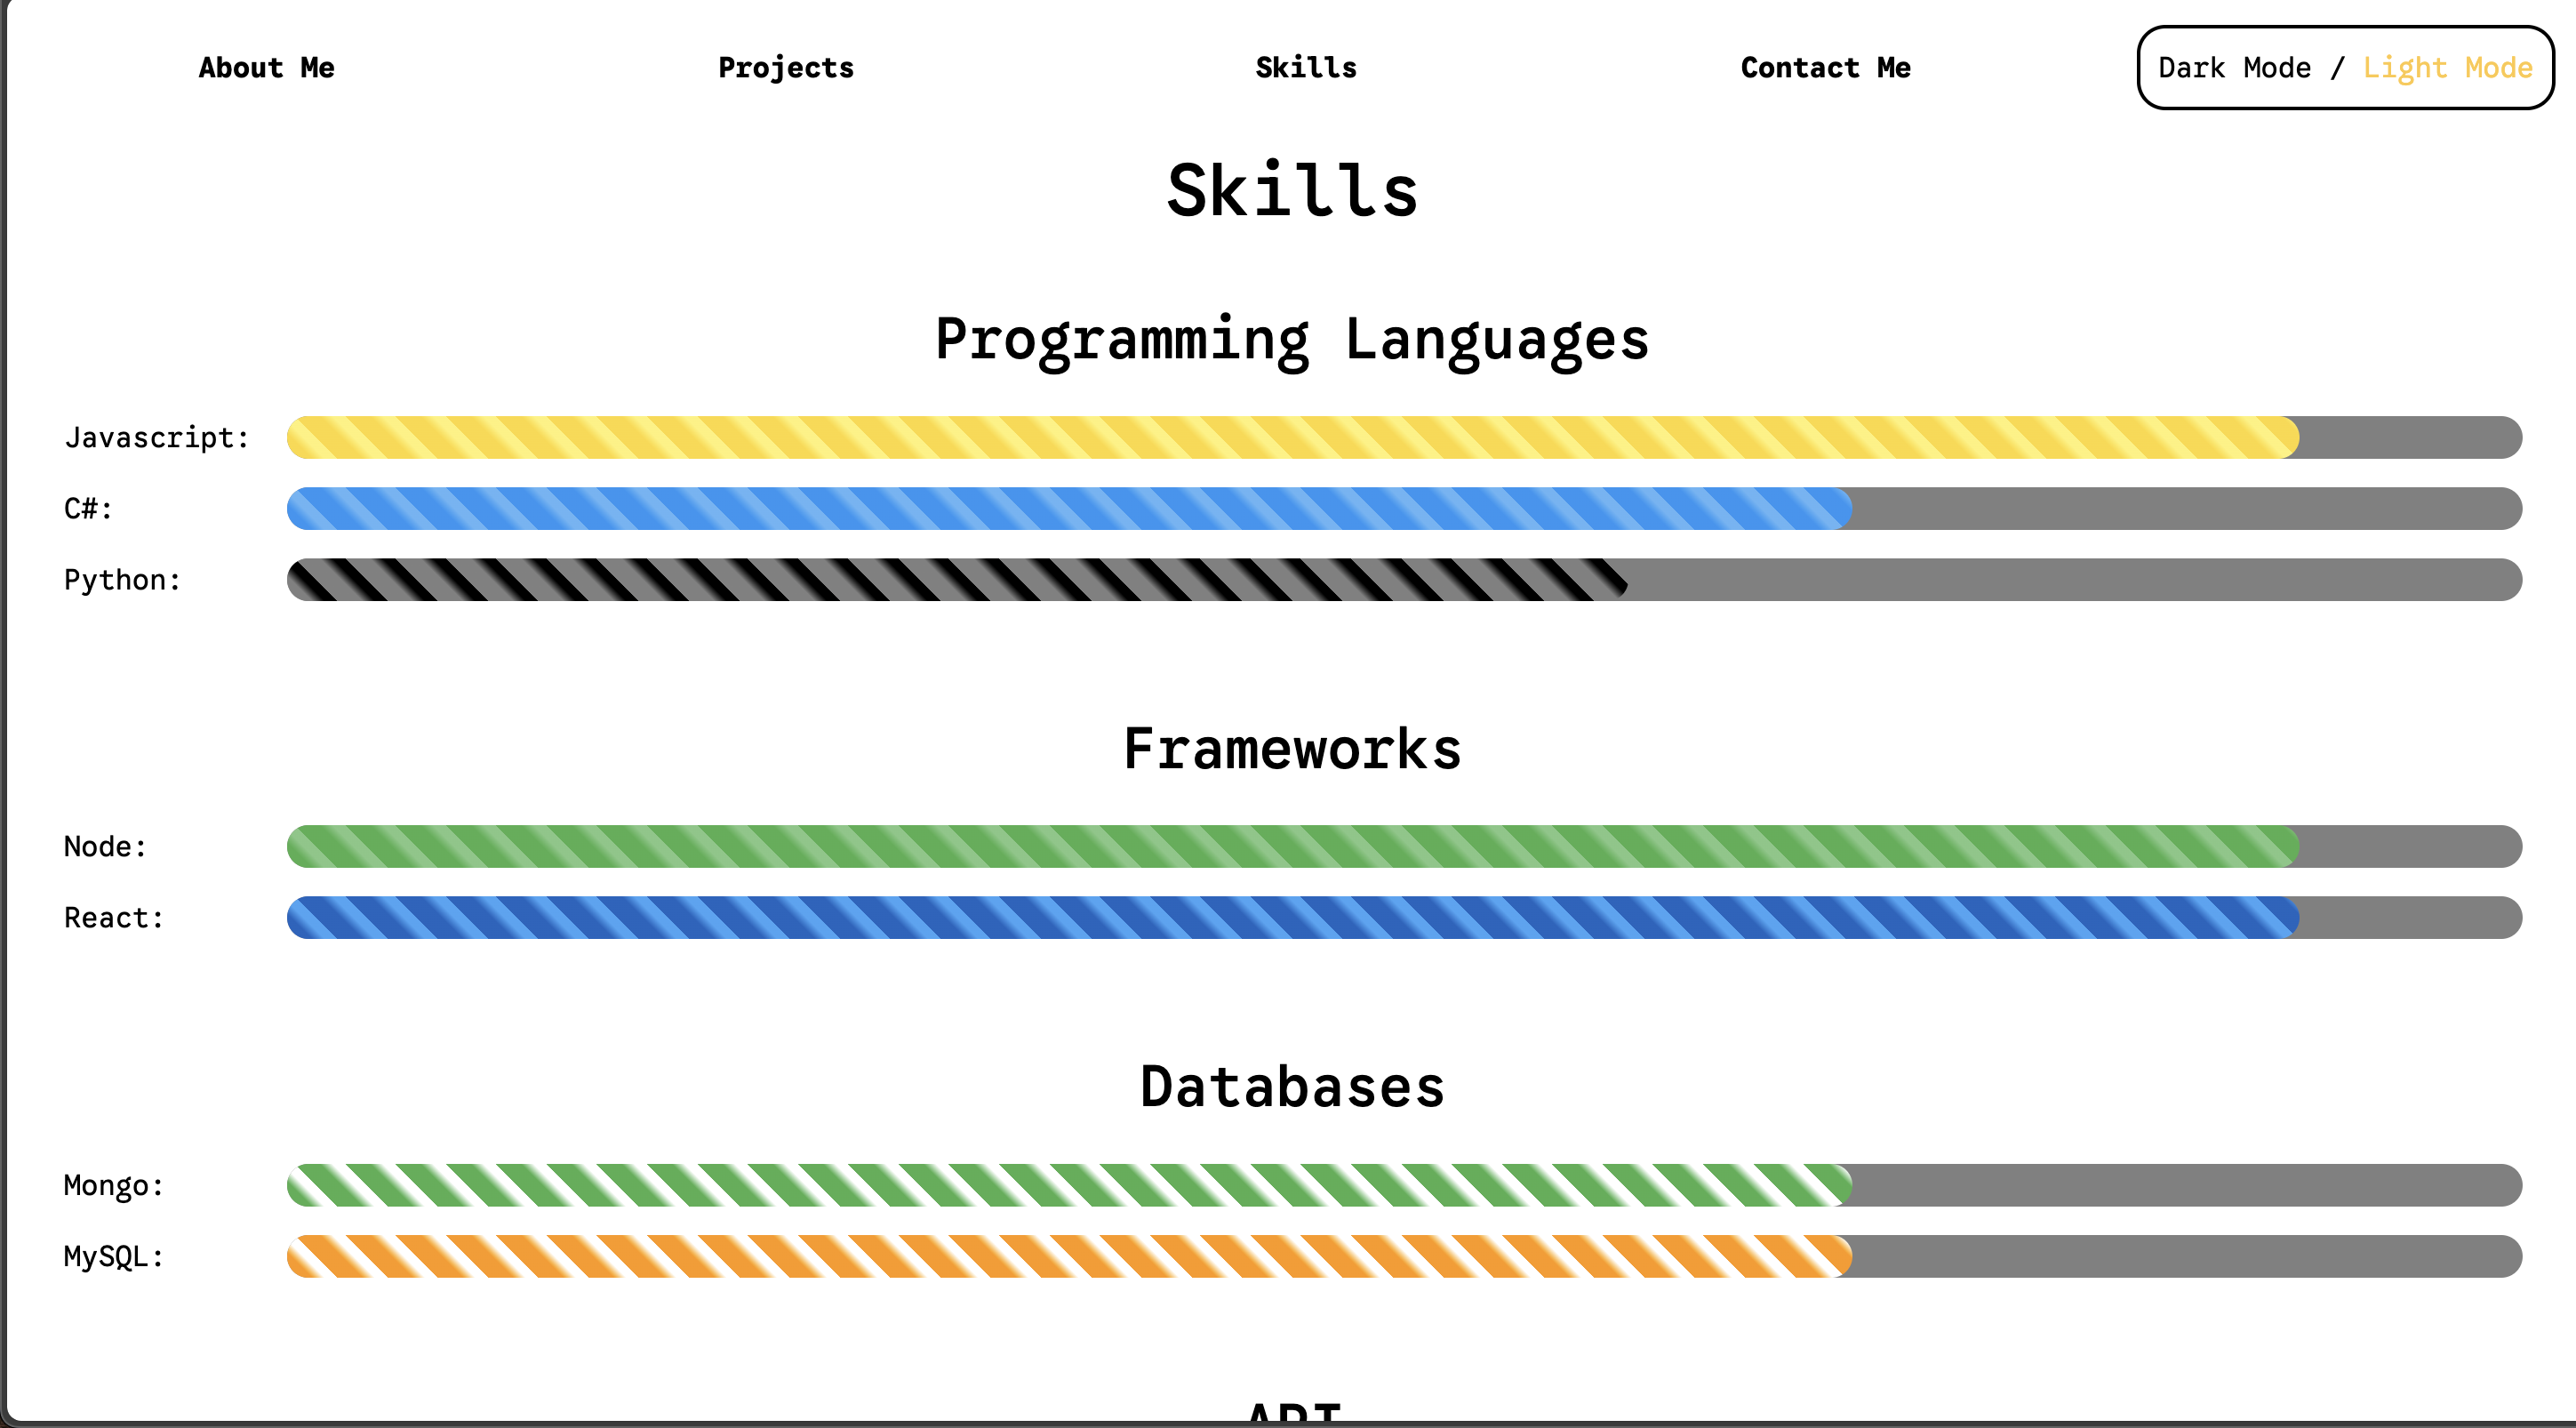 About Me Projects Skills Contact Me Dark Mode / Light Mode
Skills
Programming Languages
Javascript:
C#:
Python:
Frameworks
Node:
React:
Databases
Mongo:
MySQL:
API